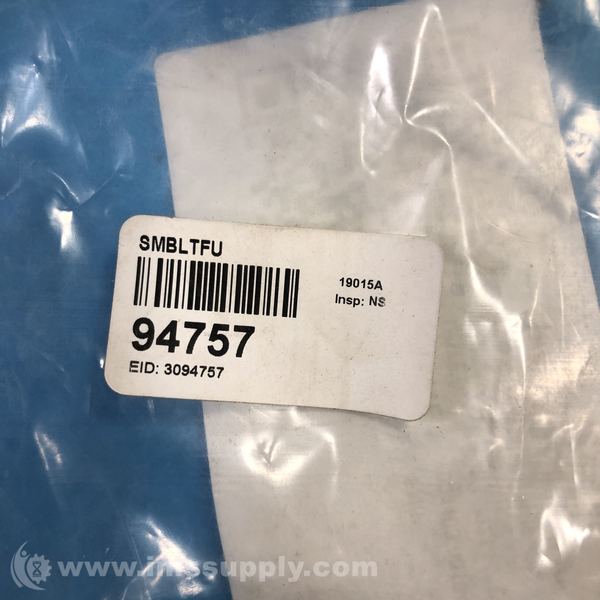 SMBLTFU
19015A
Insp: NS
94757
EID: 3094757
www.imssupply.com